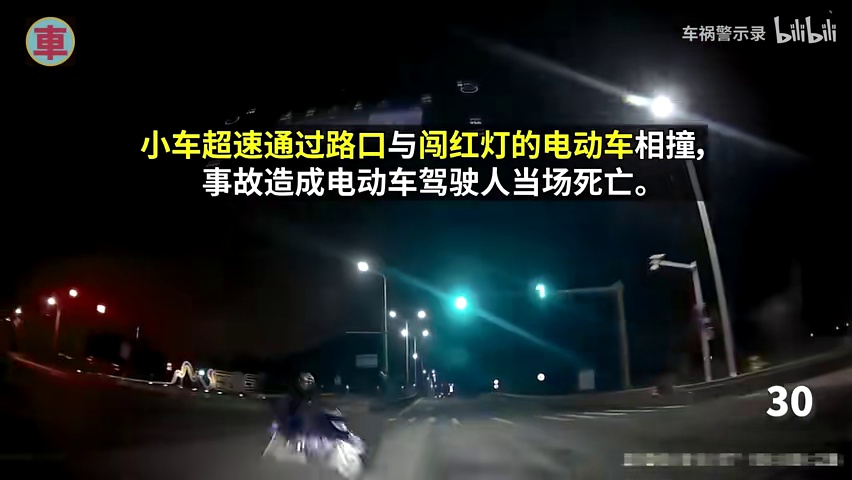 車
车祸警示录 bilibili
小车超速通过路口与闯红灯的电动车相撞,
事故造成电动车驾驶人当场死亡。
30